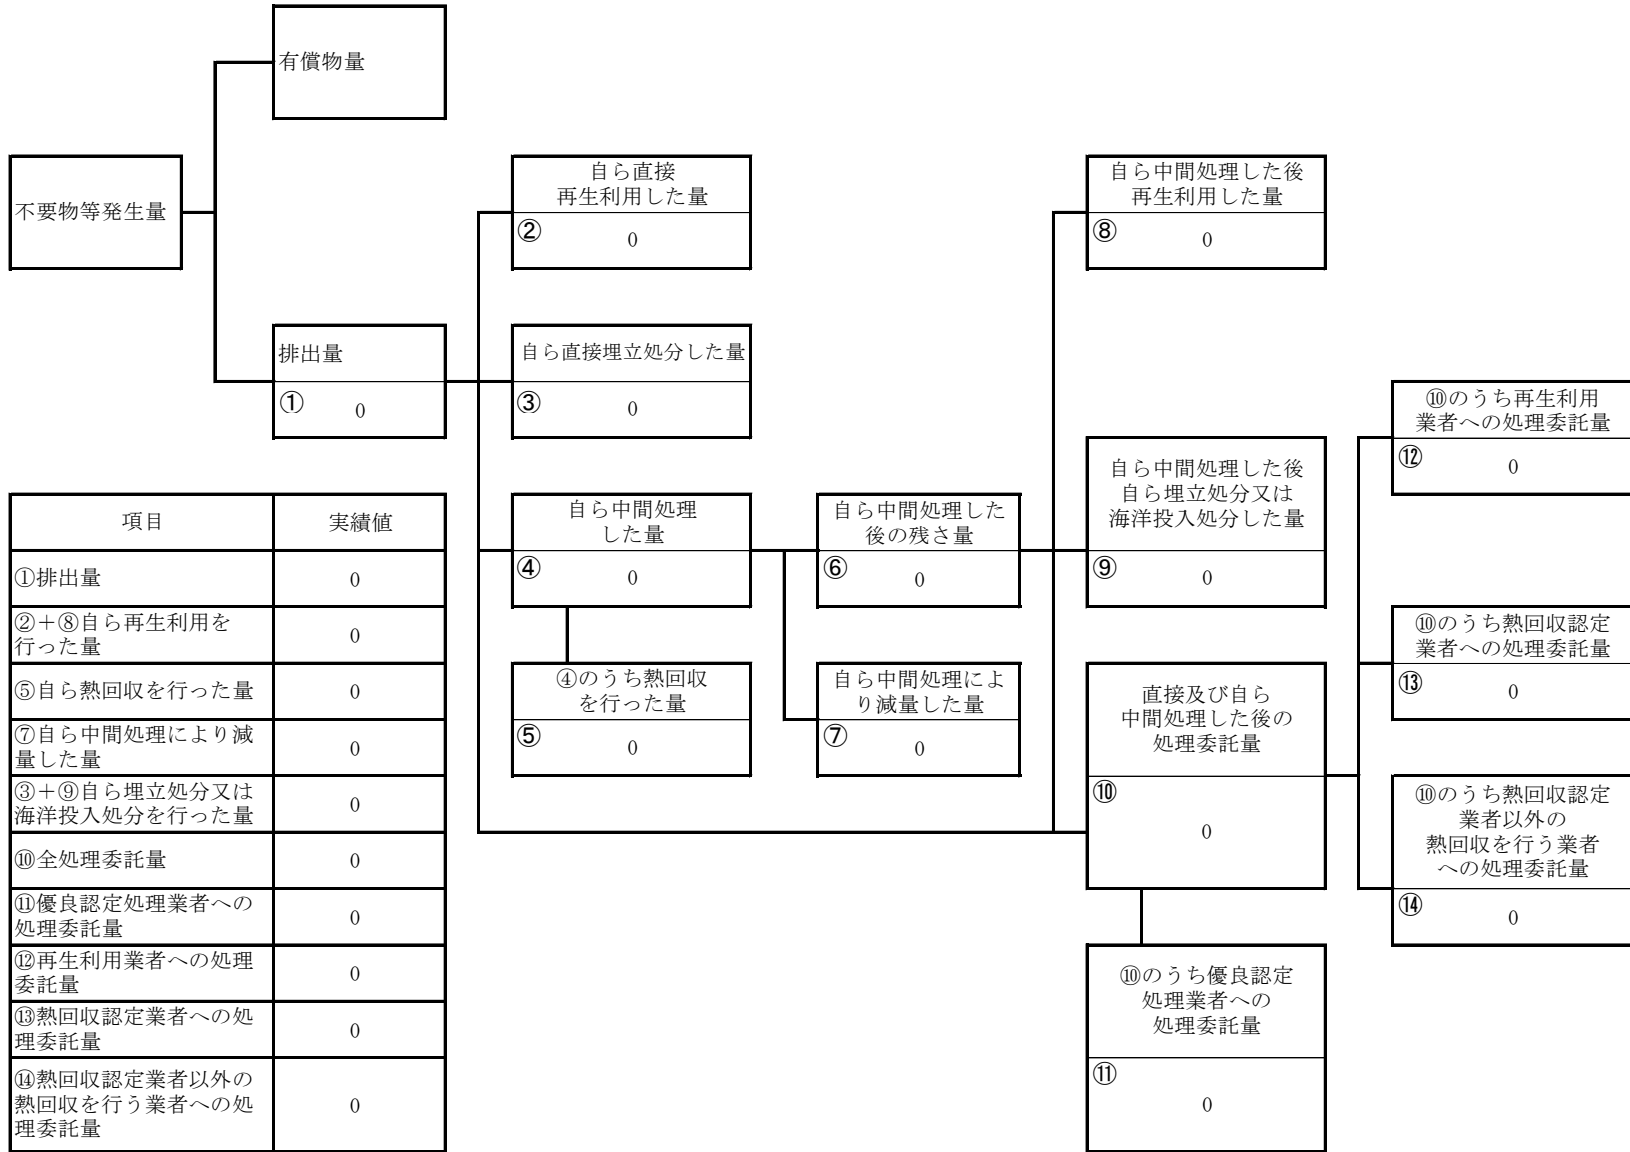 有償物量
不要物等発生量
排出量
① 0
自ら直接
再生利用した量
② 0
自ら直接埋立処分した量
③ 0
自ら中間処理
した量
④ 0
④のうち熱回収
を行った量
⑤ 0
自ら中間処理した
後の残さ量
⑥ 0
自ら中間処理によ
り減量した量
⑦ 0
自ら中間処理した後
再生利用した量
⑧ 0
自ら中間処理した後
自ら埋立処分又は
海洋投入処分した量
⑨ 0
直接及び自ら
中間処理した後の
処理委託量
⑩
0
⑩のうち優良認定
処理業者への
処理委託量
⑪
0
⑩のうち再生利用
業者への処理委託量
⑫ 0
⑩のうち熱回収認定
業者への処理委託量
⑬ 0
⑩のうち熱回収認定
業者以外の
熱回収を行う業者
への処理委託量
⑭ 0
項目 実績値
①排出量 0
②+⑧自ら再生利用を
行った量 0
⑤自ら熱回収を行った量 0
⑦自ら中間処理により減
量した量 0
③+⑨自ら埋立処分又は
海洋投入処分を行った量 0
⑩全処理委託量 0
⑪優良認定処理業者への
処理委託量 0
⑫再生利用業者への処理
委託量 0
⑬熱回収認定業者への処
理委託量 0
⑭熱回収認定業者以外の
熱回収を行う業者への処 0
理委託量